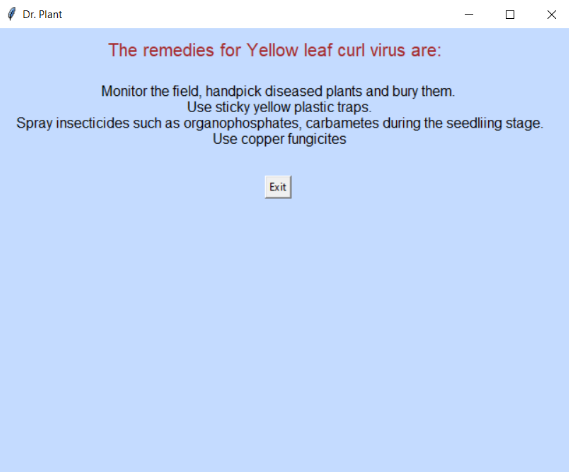 Dr. Plant
The remedies for Yellow leaf curl virus are:
Monitor the field, handpick diseased plants and bury them.
Use sticky yellow plastic traps.
Spray insecticides such as organophosphates, carbametes during the seedliing stage.
Use copper fungicites
Exit